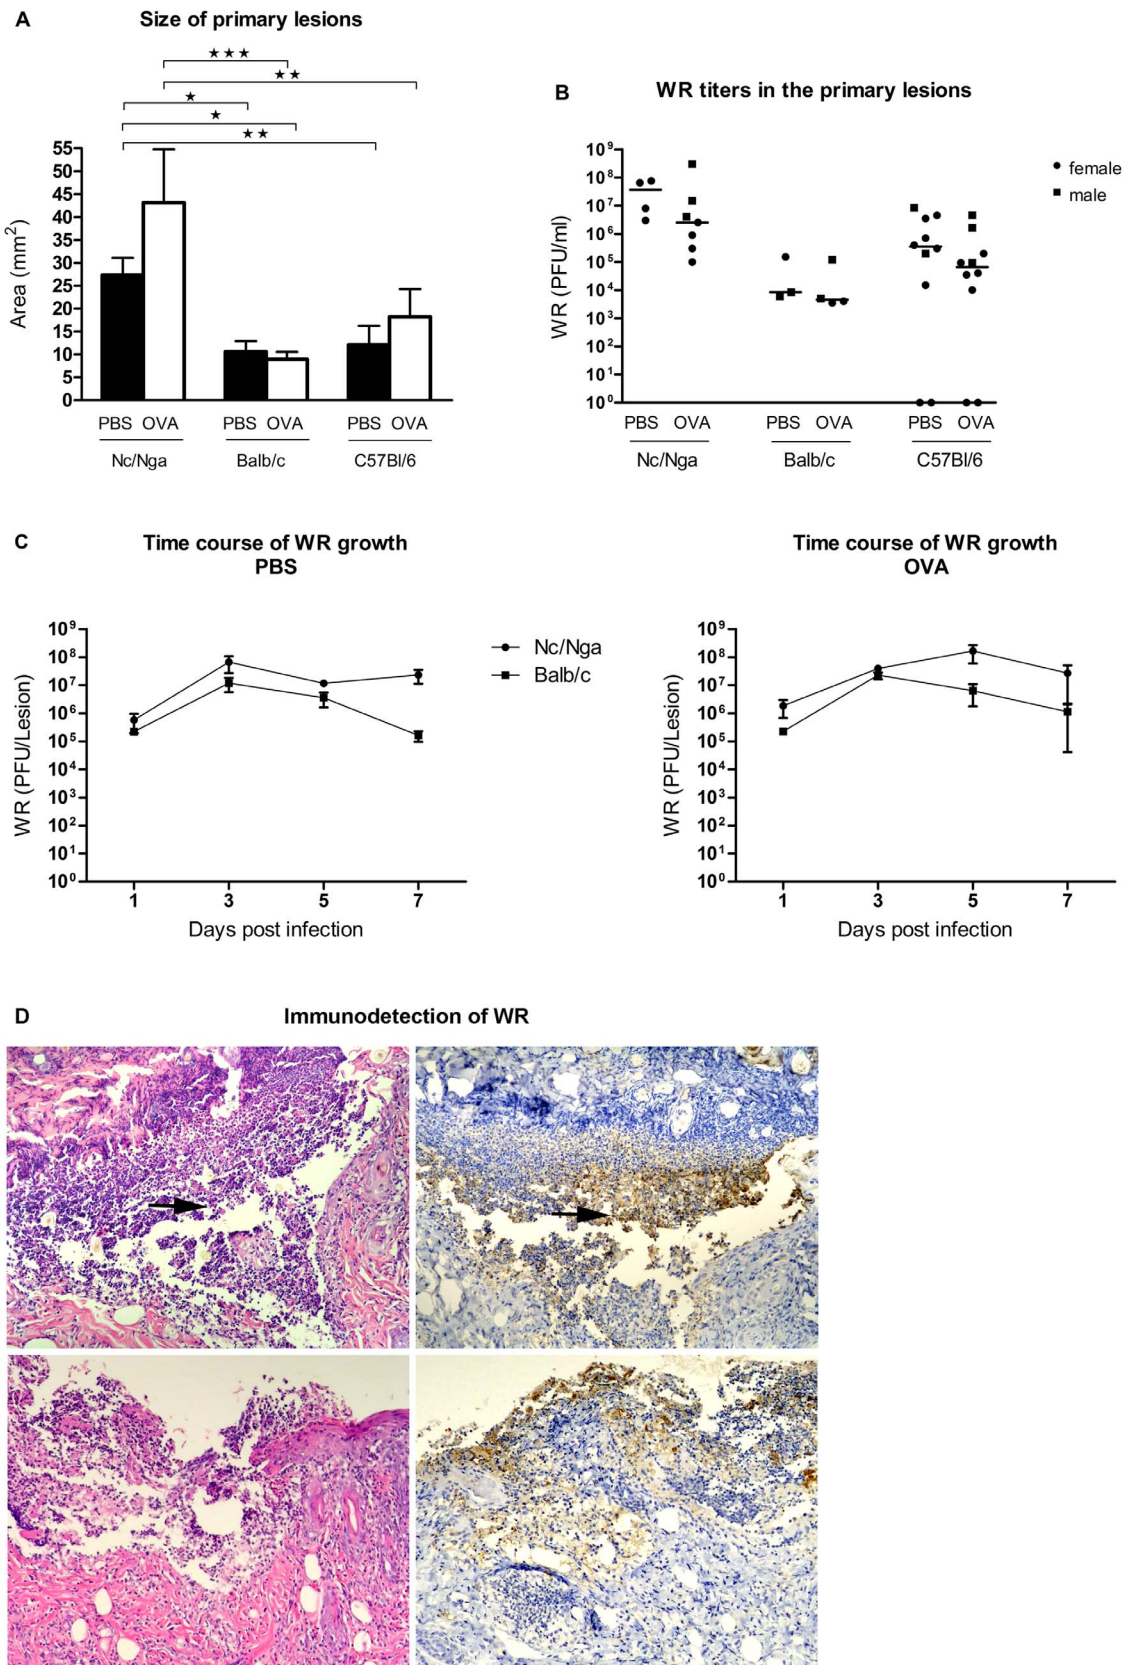 A
Size of primary lesions
★★★
★★
★
★
★★
55
50
45
40
35
30
25
20
15
10
5
0
Area (mm²)
PBS OVA PBS OVA PBS OVA
Nc/Nga Balb/c C57Bl/6
B
WR titers in the primary lesions
female
male
10⁹
10⁸
10⁷
10⁶
10⁵
10⁴
10³
10²
10¹
10⁰
WR (PFU/ml)
PBS OVA PBS OVA PBS OVA
Nc/Nga Balb/c C57Bl/6
C
Time course of WR growth
PBS
10⁹
10⁸
10⁷
10⁶
10⁵
10⁴
10³
10²
10¹
10⁰
WR (PFU/Lesion)
1 3 5 7
Days post infection
Nc/Nga
Balb/c
Time course of WR growth
OVA
10⁹
10⁸
10⁷
10⁶
10⁵
10⁴
10³
10²
10¹
10⁰
WR (PFU/Lesion)
1 3 5 7
Days post infection
D
Immunodetection of WR